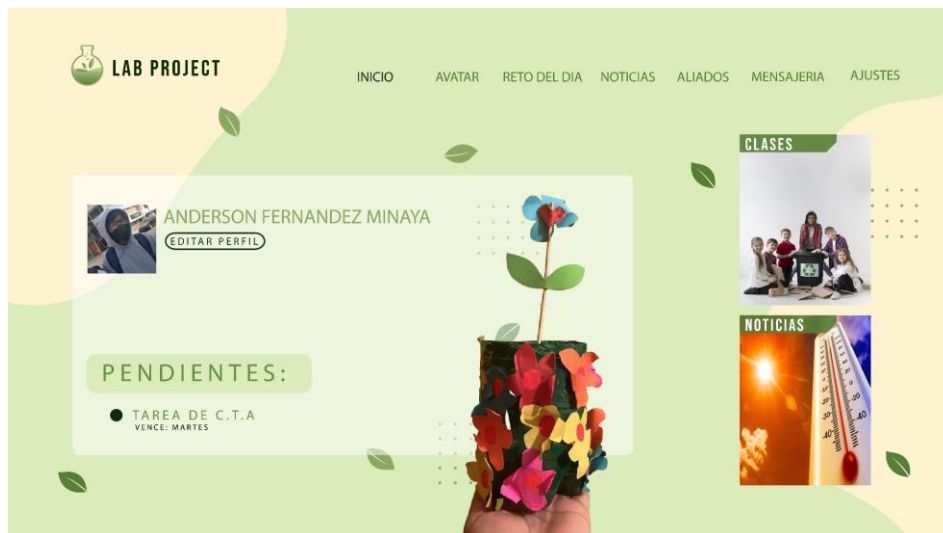 LAB PROJECT
INICIO
AVATAR
RETO DEL DIA
NOTICIAS
ALIADOS
MENSAJERIA
AJUSTES
ANDERSON FERNANDEZ MINAYA
EDITAR PERFIL
PENDIENTES:
TAREA DE C.T.A
VENCE: MARTES
CLASES
NOTICIAS